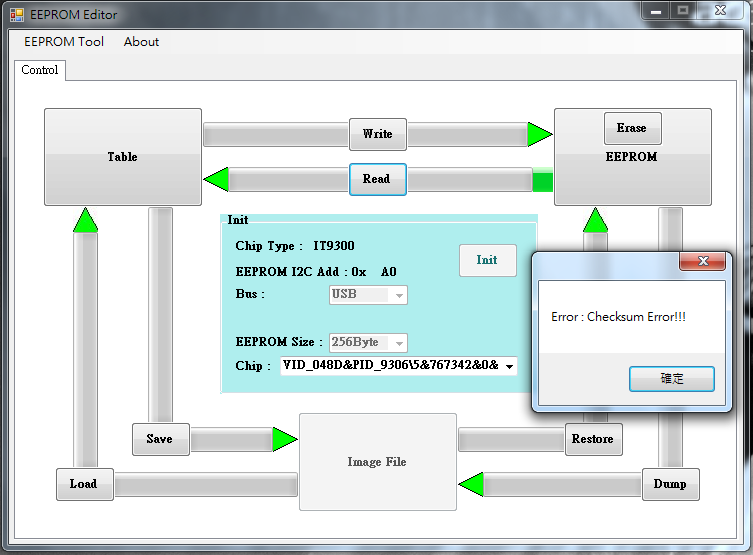 EEPROM Editor
EEPROM Tool About
Control
Table
Write
Erase
EEPROM
Read
Init
Chip Type : IT9300
Init
EEPROM I2C Add : 0x A0
Bus : USB
EEPROM Size : 256Byte
Chip : VID_048D&PID_9306\5&767342&0&
Error : Checksum Error!!!
確定
Save
Image File
Restore
Load
Dump